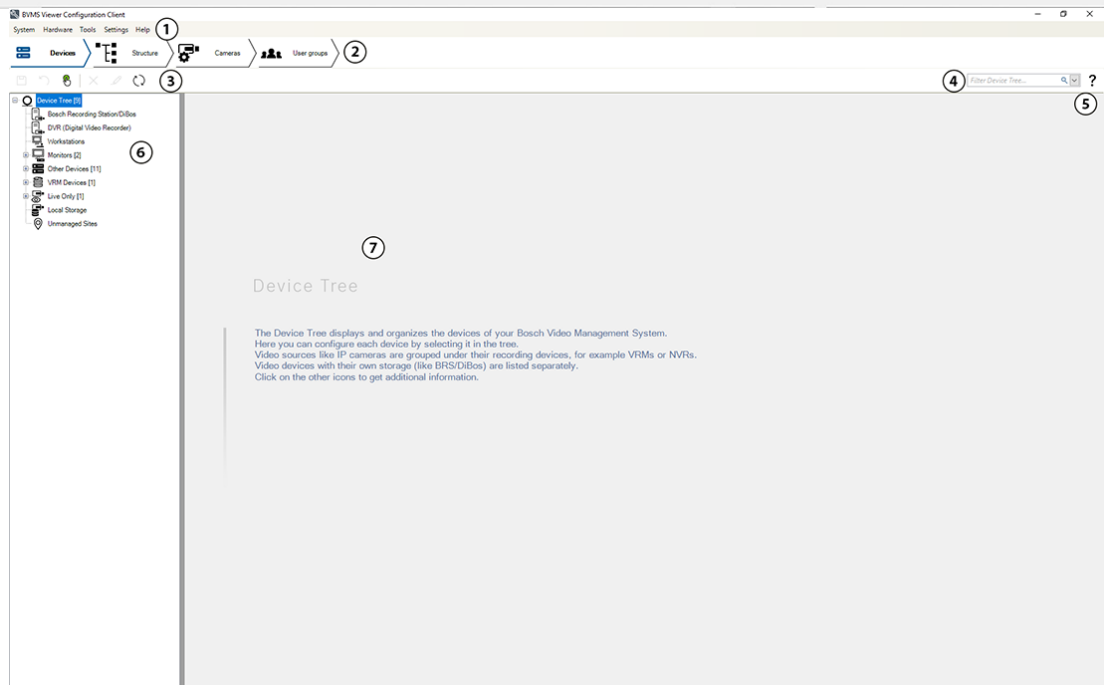 BVMS Viewer Configuration Client
System Hardware Tools Settings Help 1
Devices Structure Cameras User groups 2
3 4 Filter Device Tree... ?
5
Device Tree [9]
Bosch Recording Station/DiBos
DVR (Digital Video Recorder)
Workstations
6
Monitors [2]
Other Devices [11]
VRM Devices [1]
Live Only [1]
Local Storage
Unmanaged Sites
7
Device Tree
The Device Tree displays and organizes the devices of your Bosch Video Management System.
Here you can configure each device by selecting it in the tree.
Video sources like IP cameras are grouped under their recording devices, for example VRMs or NVRs.
Video devices with their own storage (like BRS/DiBos) are listed separately.
Click on the other icons to get additional information.